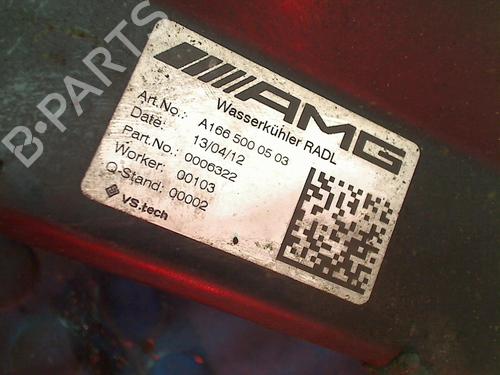 B-PARTS
AMG
Wasserkühler RADL
Art.No.: A166 500 05 03
Date: 13/04/12
Part.No.: 0006322
Worker: 00103
Q-Stand: 00002
vs.tech